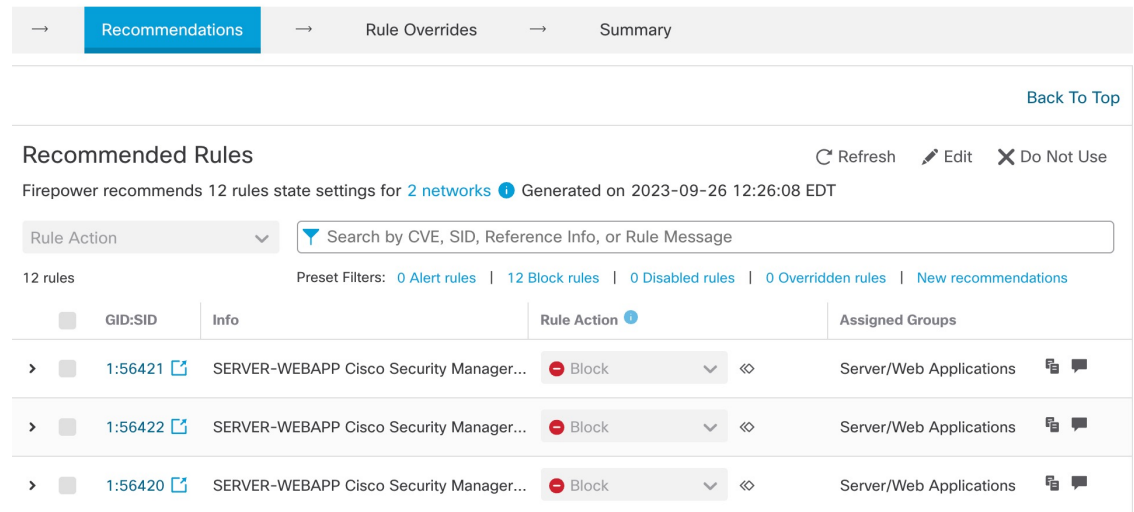 → Recommendations → Rule Overrides → Summary
Back To Top
Recommended Rules Refresh Edit Do Not Use
Firepower recommends 12 rules state settings for 2 networks Generated on 2023-09-26 12:26:08 EDT
Rule Action Search by CVE, SID, Reference Info, or Rule Message
12 rules Preset Filters: 0 Alert rules | 12 Block rules | 0 Disabled rules | 0 Overridden rules | New recommendations
GID:SID Info Rule Action Assigned Groups
1:56421 SERVER-WEBAPP Cisco Security Manager... Block Server/Web Applications
1:56422 SERVER-WEBAPP Cisco Security Manager... Block Server/Web Applications
1:56420 SERVER-WEBAPP Cisco Security Manager... Block Server/Web Applications